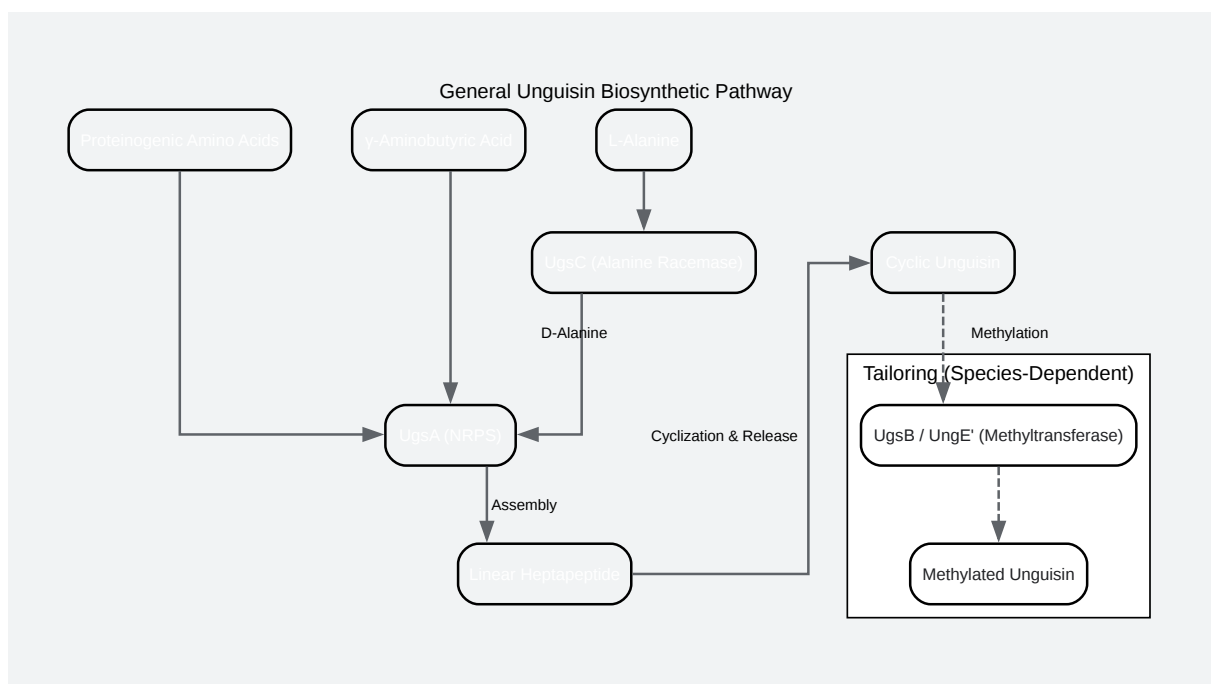 General Unguisin Biosynthetic Pathway
Proteinogenic Amino Acids
γ-Aminobutyric Acid
L-Alanine
UgsC (Alanine Racemase)
Cyclic Unguisin
D-Alanine
Methylation
Tailoring (Species-Dependent)
UgsA (NRPS)
Cyclization & Release
UgsB / UngE' (Methyltransferase)
Assembly
Linear Heptapeptide
Methylated Unguisin